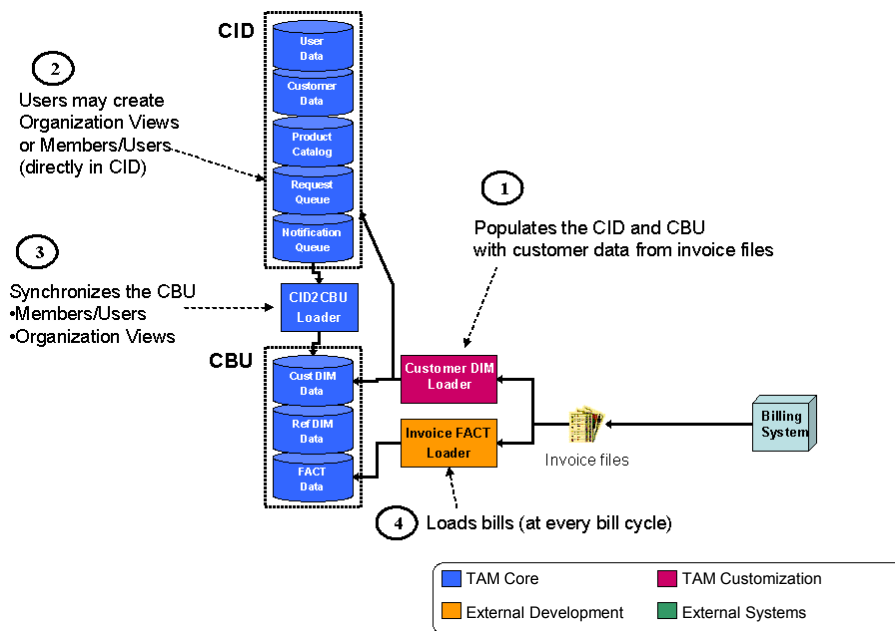 CID
User
Data
Customer
Data
Product
Catalog
Request
Queue
Notification
Queue
2
Users may create
Organization Views
or Members/Users
(directly in CID)
1
Populates the CID and CBU
with customer data from invoice files
3
Synchronizes the CBU
•Members/Users
•Organization Views
CID2CBU
Loader
CBU
Cust DIM
Data
Ref DIM
Data
FACT
Data
Customer DIM
Loader
Invoice FACT
Loader
Invoice files
Billing
System
4
Loads bills (at every bill cycle)
TAM Core
TAM Customization
External Development
External Systems